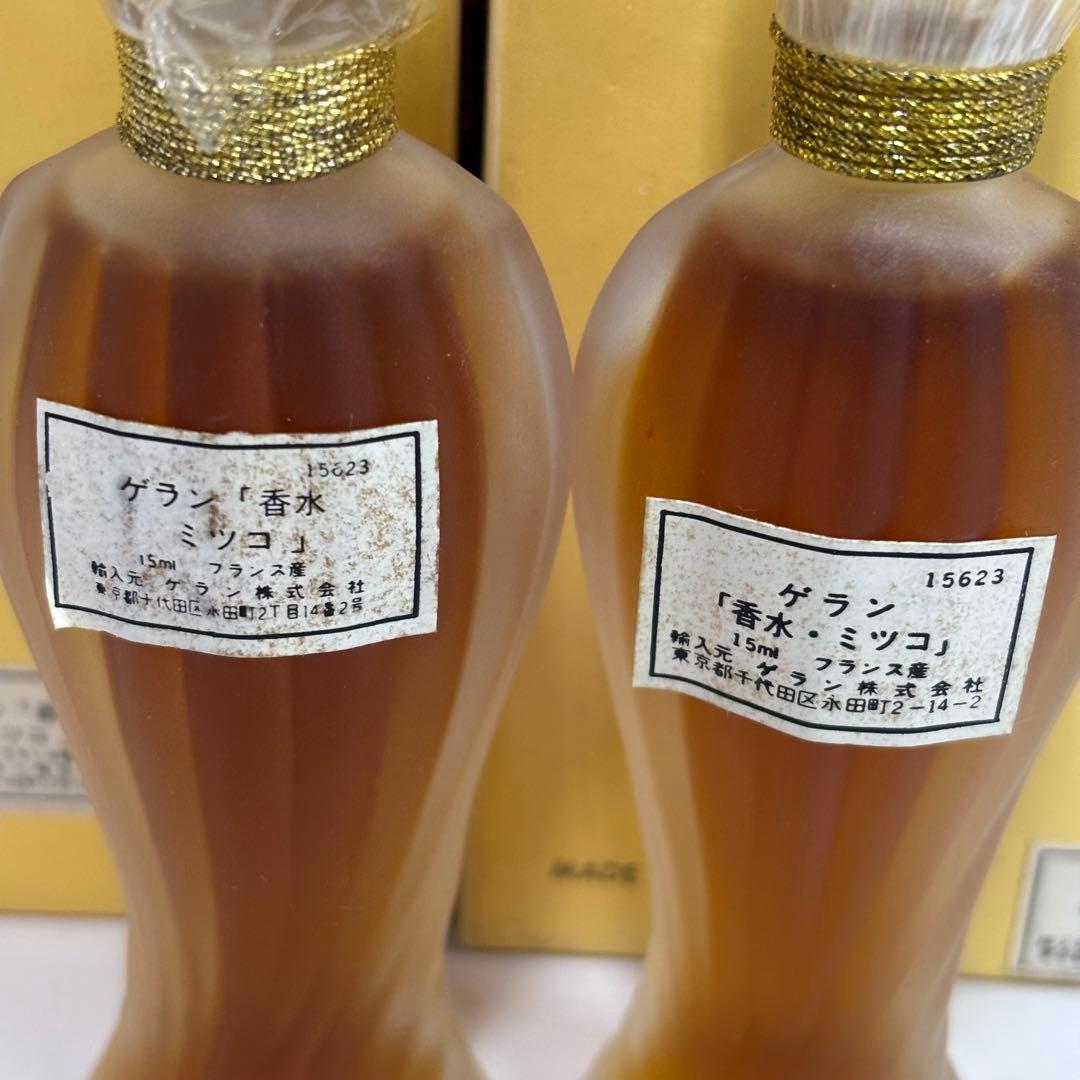 15623
ゲラン「香水
ミツコ」
15ml フランス産
輸入元 ゲラン株式会社
東京都千代田区永田町2丁目14番2号
15623
ゲラン
「香水・ミツコ」
15ml フランス産
輸入元 ゲラン株式会社
東京都千代田区永田町2-14-2
MADE